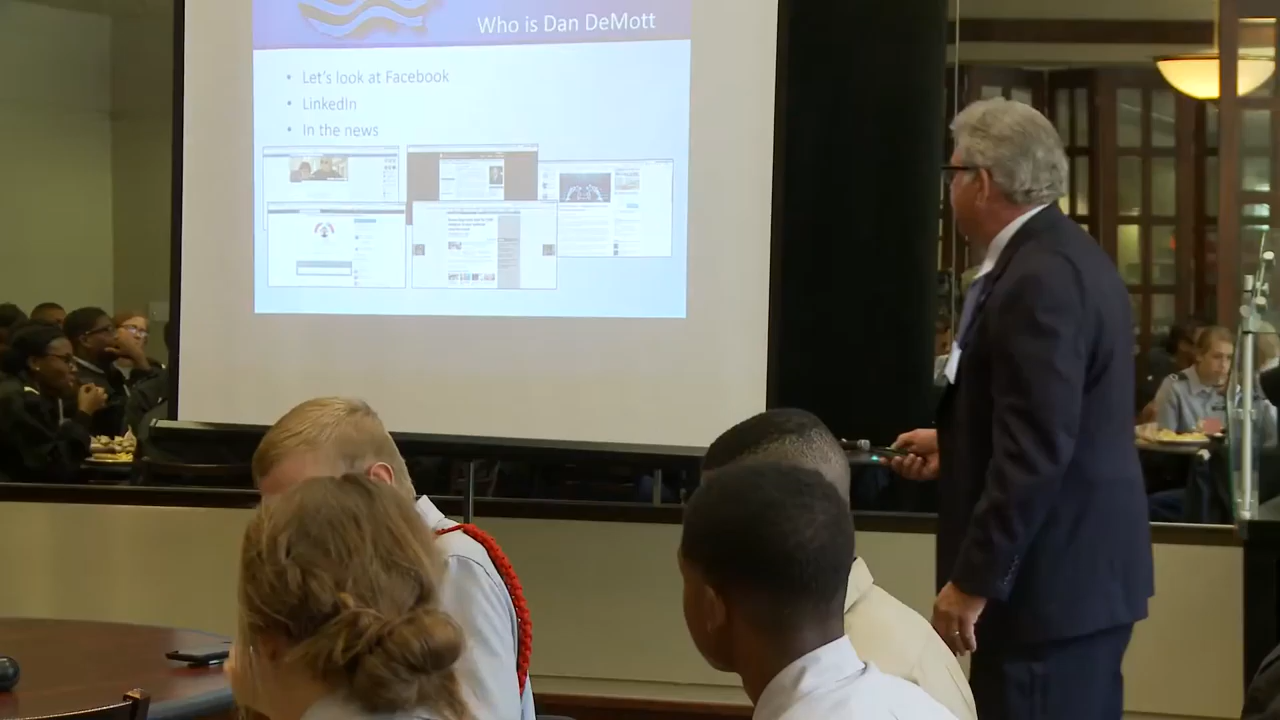 Who is Dan DeMott
• Let's look at Facebook
• LinkedIn
• In the news